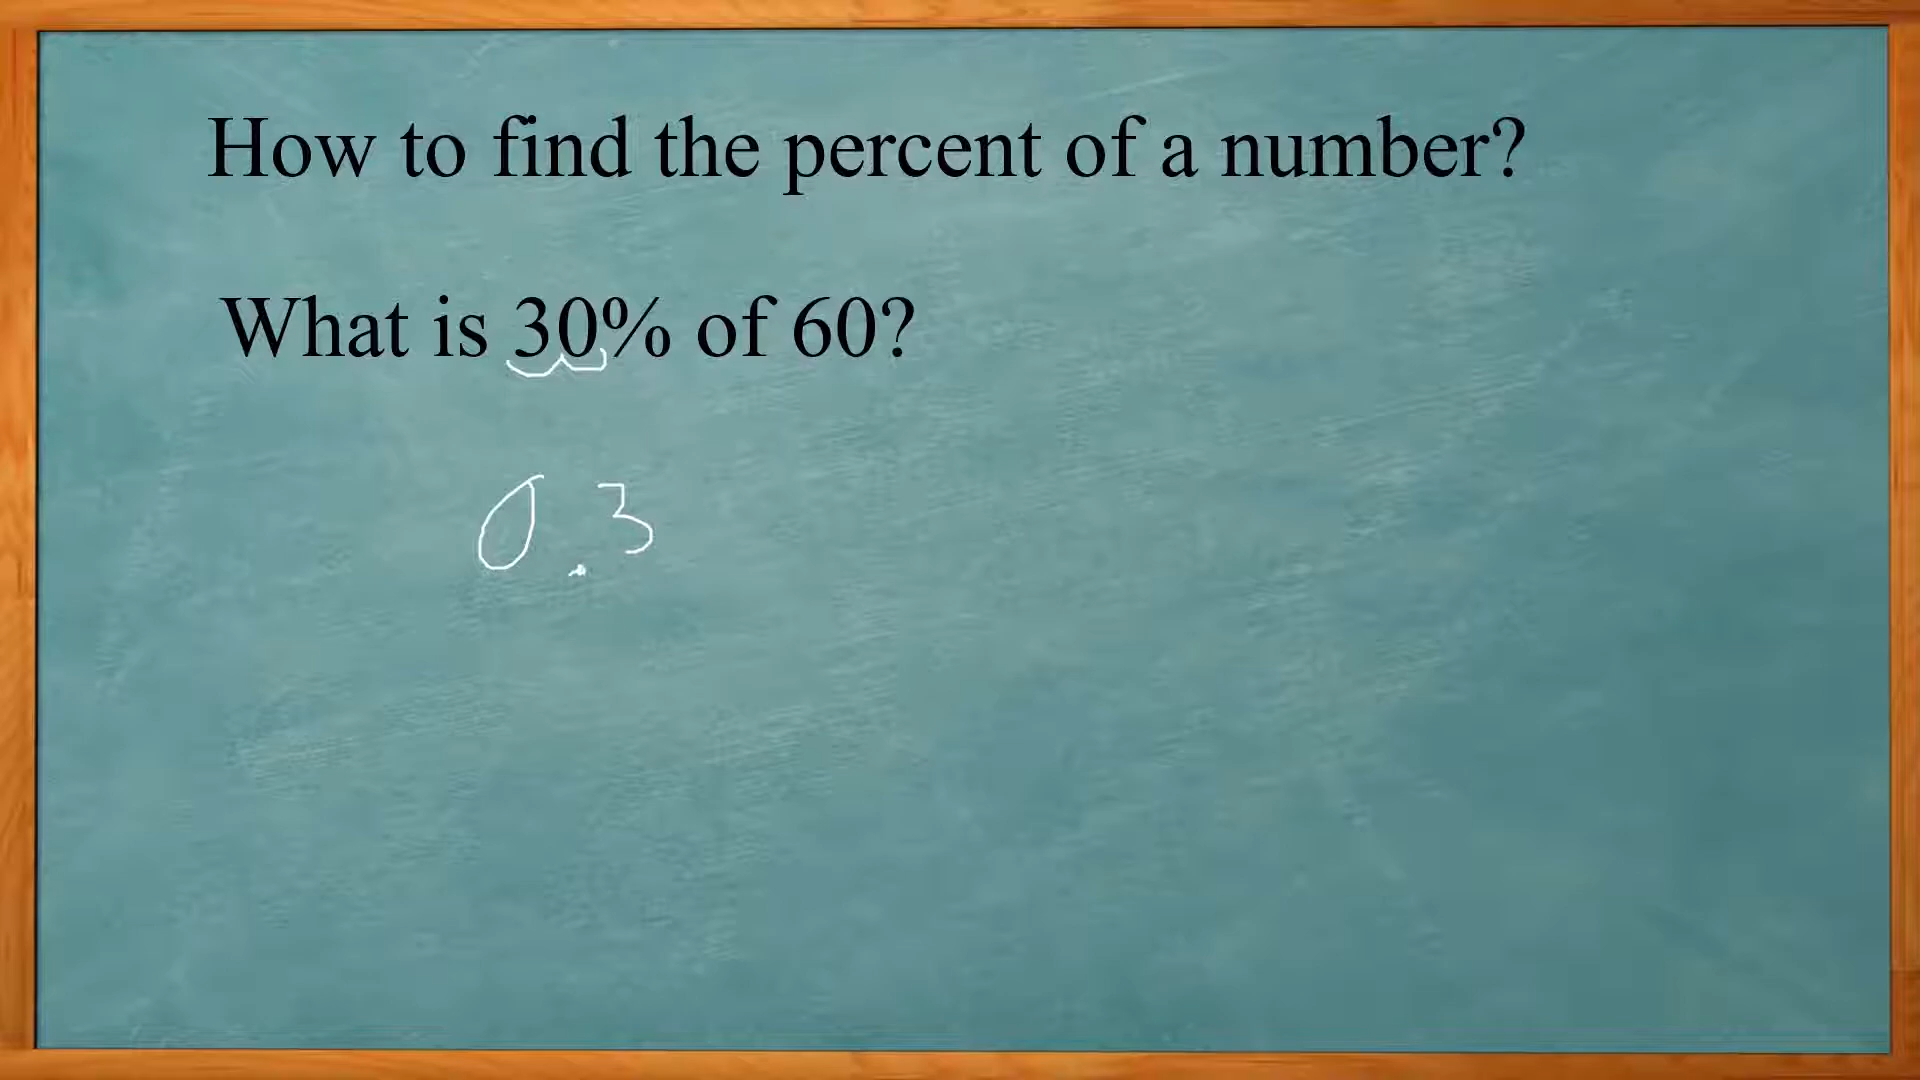 How to find the percent of a number?
What is 30% of 60?
0.3